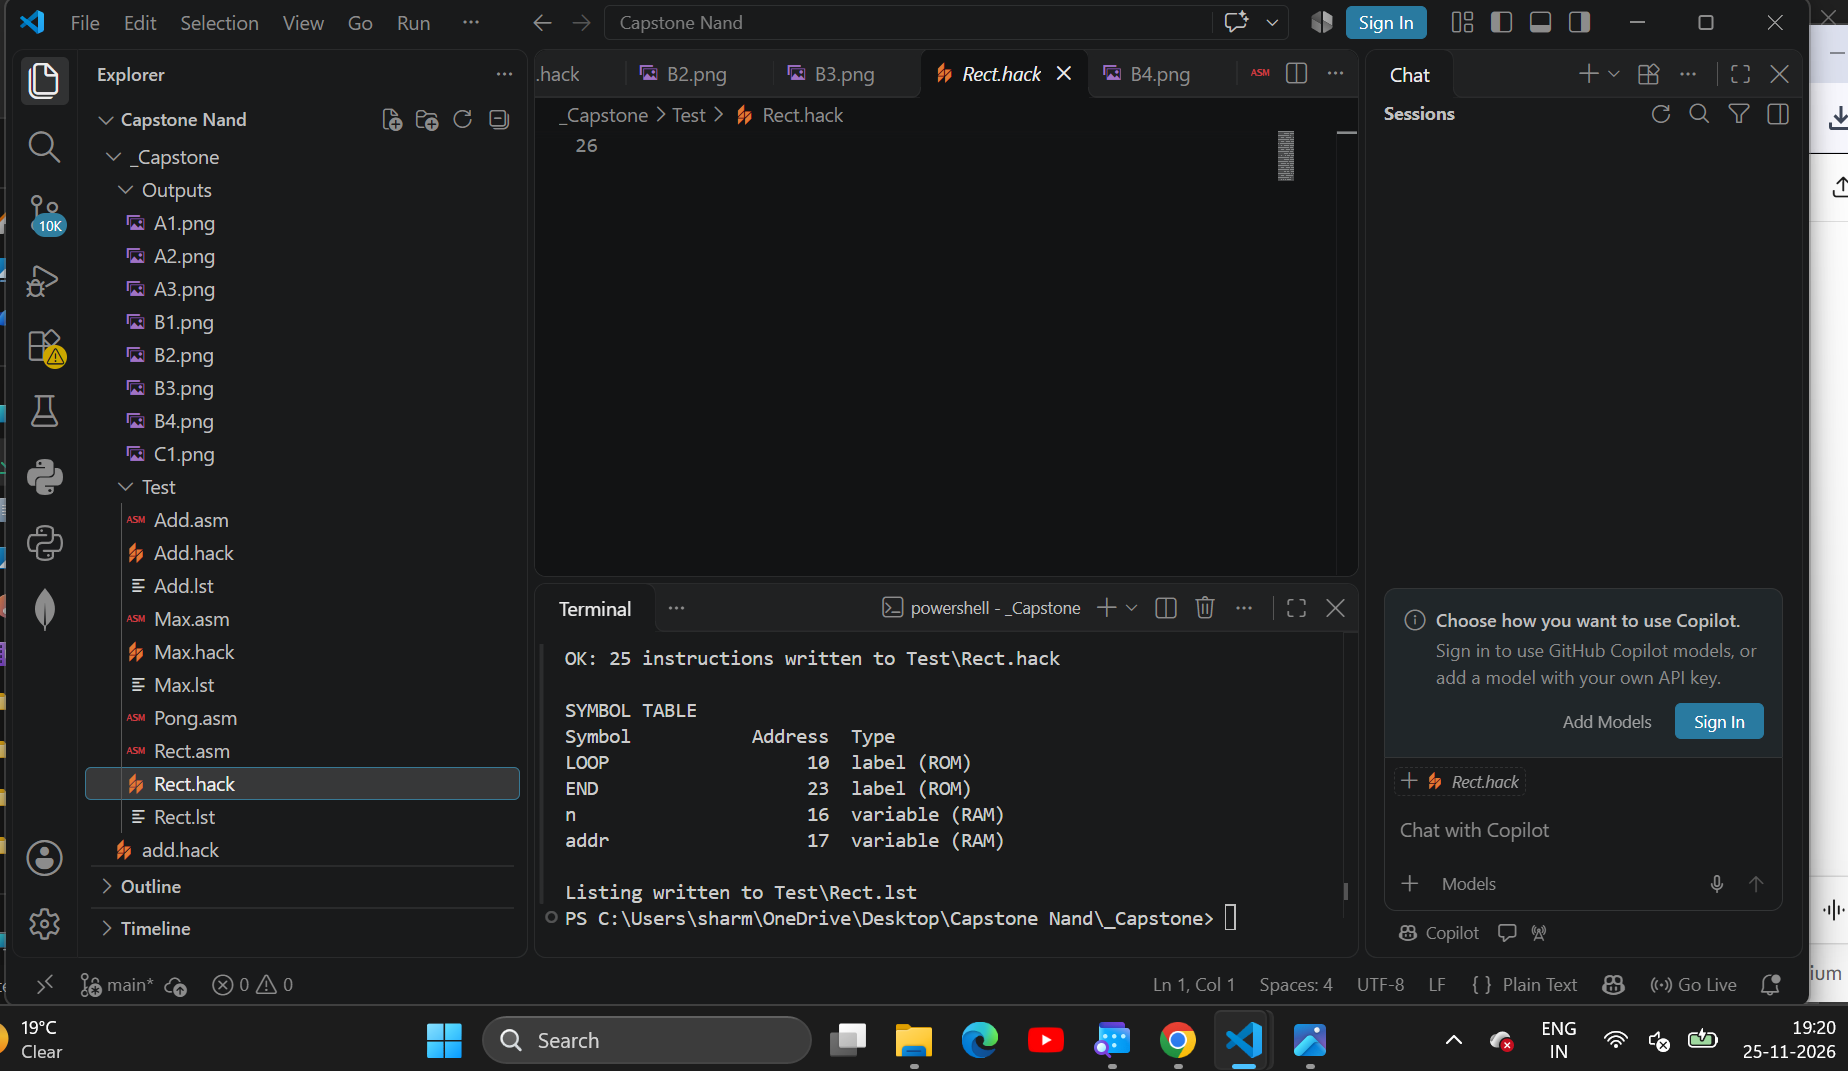 File Edit Selection View Go Run ··· Capstone Nand Sign In
Explorer
Capstone Nand
_Capstone
Outputs
A1.png
A2.png
A3.png
B1.png
B2.png
B3.png
B4.png
C1.png
Test
ASM Add.asm
Add.hack
Add.lst
ASM Max.asm
Max.hack
Max.lst
ASM Pong.asm
ASM Rect.asm
Rect.hack
Rect.lst
add.hack
Outline
Timeline
10K
.hack B2.png B3.png Rect.hack B4.png ASM
_Capstone > Test > Rect.hack
26
Terminal ··· powershell - _Capstone
OK: 25 instructions written to Test\Rect.hack
SYMBOL TABLE
Symbol Address Type
LOOP 10 label (ROM)
END 23 label (ROM)
n 16 variable (RAM)
addr 17 variable (RAM)
Listing written to Test\Rect.lst
PS C:\Users\sharm\OneDrive\Desktop\Capstone Nand\_Capstone>
Chat
Sessions
Choose how you want to use Copilot.
Sign in to use GitHub Copilot models, or
add a model with your own API key.
Add Models Sign In
Rect.hack
Chat with Copilot
Models
Copilot
ium
main* 0 0 Ln 1, Col 1 Spaces: 4 UTF-8 LF { } Plain Text Go Live
19°C
Clear
Search
ENG
IN
19:20
25-11-2026